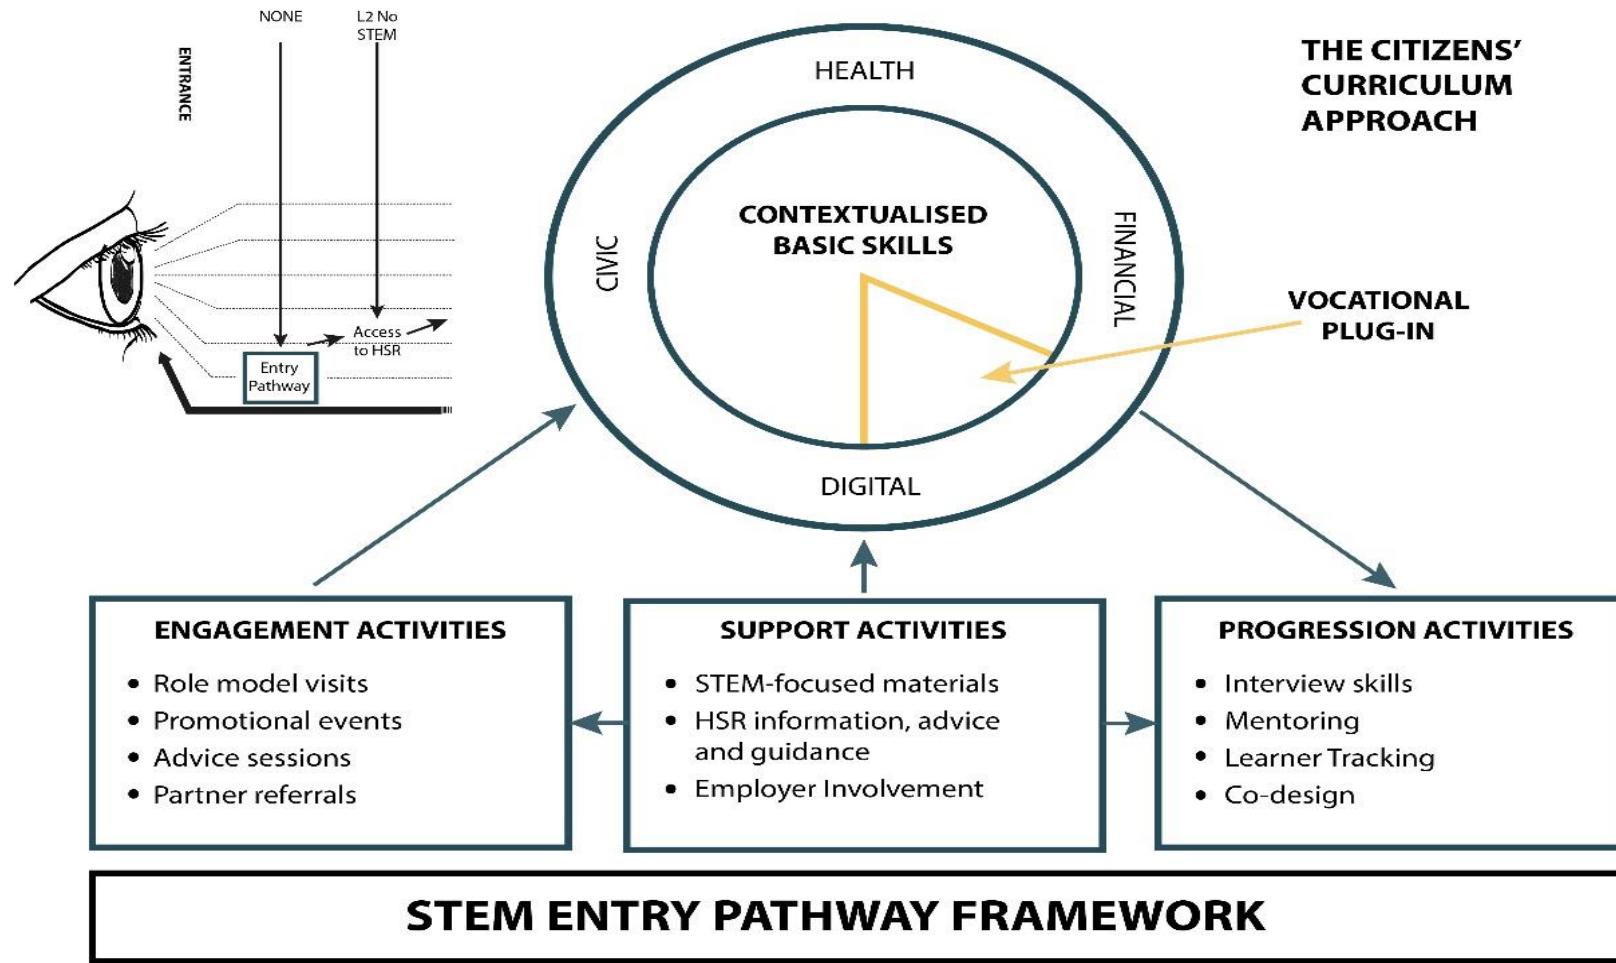 NONE
L2 No
STEM
ENTRANCE
Access
to HSR
Entry
Pathway
THE CITIZENS’
CURRICULUM
APPROACH
HEALTH
CIVIC
FINANCIAL
DIGITAL
CONTEXTUALISED
BASIC SKILLS
VOCATIONAL
PLUG-IN
ENGAGEMENT ACTIVITIES
• Role model visits
• Promotional events
• Advice sessions
• Partner referrals
SUPPORT ACTIVITIES
• STEM-focused materials
• HSR information, advice
and guidance
• Employer Involvement
PROGRESSION ACTIVITIES
• Interview skills
• Mentoring
• Learner Tracking
• Co-design
STEM ENTRY PATHWAY FRAMEWORK